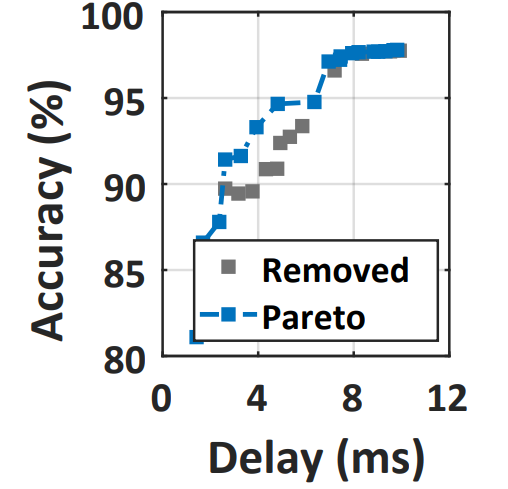 100
95
90
85
80
Accuracy (%)
Removed
Pareto
0 4 8 12
Delay (ms)